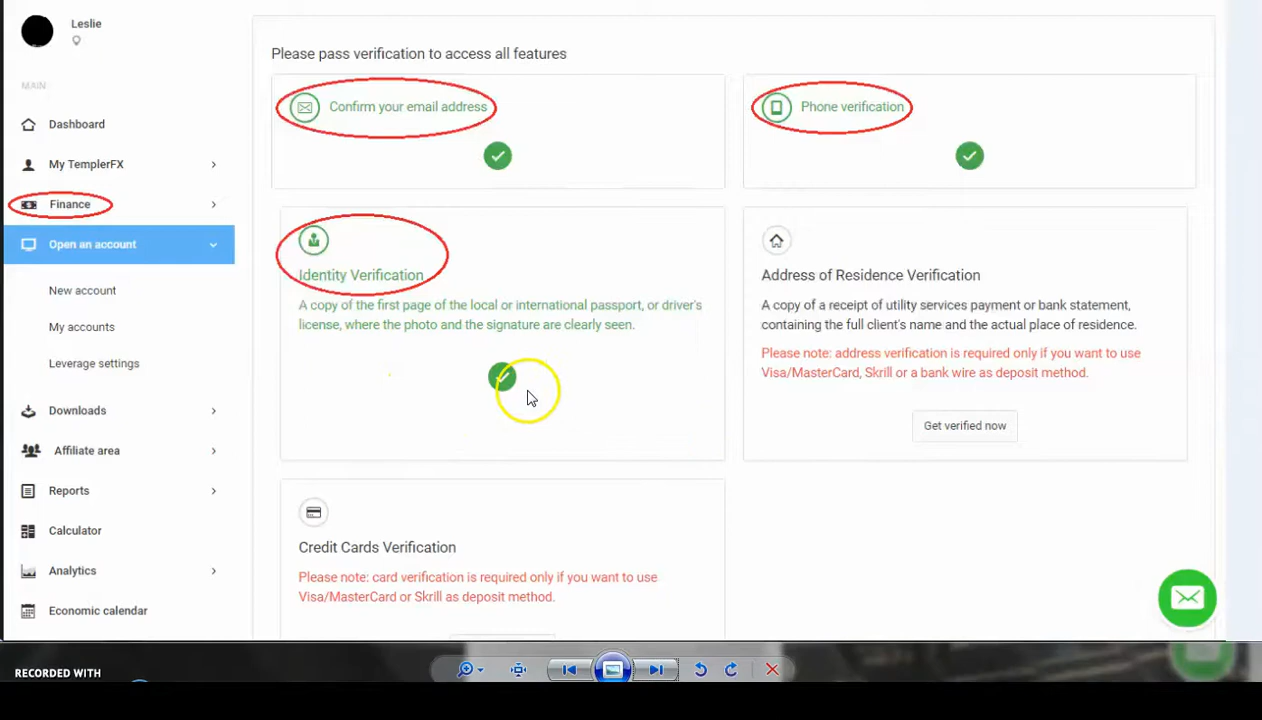 Leslie
MAIN
Dashboard
My TemplerFX
Finance
Open an account
New account
My accounts
Leverage settings
Downloads
Affiliate area
Reports
Calculator
Analytics
Economic calendar
Please pass verification to access all features
Confirm your email address
Phone verification
Identity Verification
A copy of the first page of the local or international passport, or driver's
license, where the photo and the signature are clearly seen.
Address of Residence Verification
A copy of a receipt of utility services payment or bank statement,
containing the full client's name and the actual place of residence.
Please note: address verification is required only if you want to use
Visa/MasterCard, Skrill or a bank wire as deposit method.
Get verified now
Credit Cards Verification
Please note: card verification is required only if you want to use
Visa/MasterCard or Skrill as deposit method.
RECORDED WITH